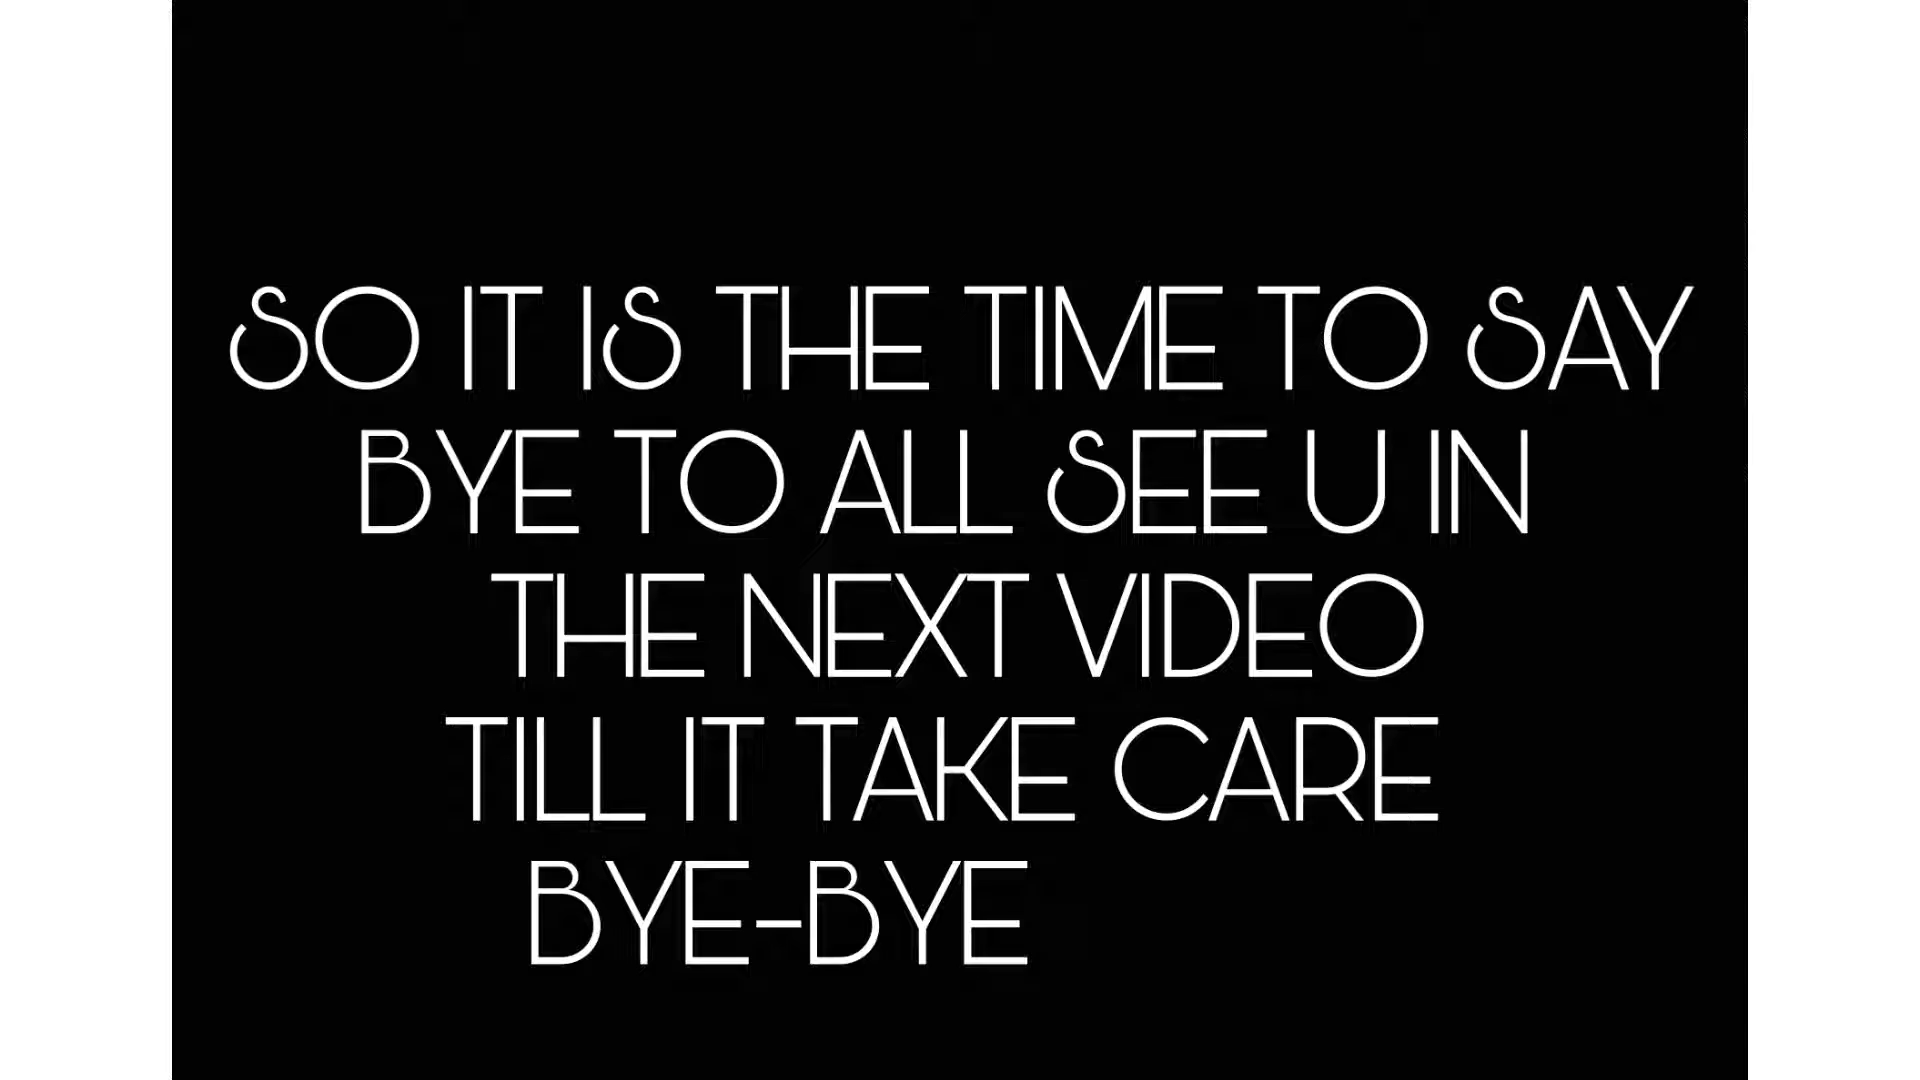 SO IT IS THE TIME TO SAY
BYE TO ALL SEE U IN
THE NEXT VIDEO
TILL IT TAKE CARE
BYE-BYE